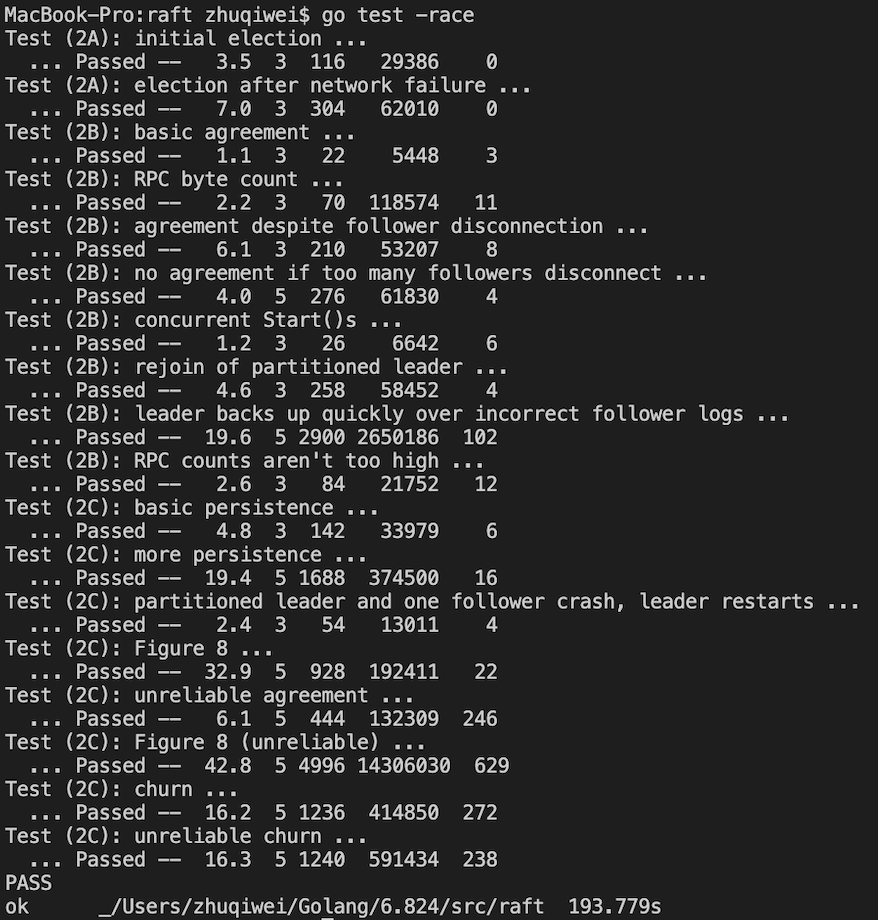 MacBook-Pro:raft zhuqiwei$ go test -race
Test (2A): initial election ...
  ... Passed --   3.5  3  116   29386    0
Test (2A): election after network failure ...
  ... Passed --   7.0  3  304   62010    0
Test (2B): basic agreement ...
  ... Passed --   1.1  3   22    5448    3
Test (2B): RPC byte count ...
  ... Passed --   2.2  3   70  118574   11
Test (2B): agreement despite follower disconnection ...
  ... Passed --   6.1  3  210   53207    8
Test (2B): no agreement if too many followers disconnect ...
  ... Passed --   4.0  5  276   61830    4
Test (2B): concurrent Start()s ...
  ... Passed --   1.2  3   26    6642    6
Test (2B): rejoin of partitioned leader ...
  ... Passed --   4.6  3  258   58452    4
Test (2B): leader backs up quickly over incorrect follower logs ...
  ... Passed --  19.6  5 2900 2650186  102
Test (2B): RPC counts aren't too high ...
  ... Passed --   2.6  3   84   21752   12
Test (2C): basic persistence ...
  ... Passed --   4.8  3  142   33979    6
Test (2C): more persistence ...
  ... Passed --  19.4  5 1688  374500   16
Test (2C): partitioned leader and one follower crash, leader restarts ...
  ... Passed --   2.4  3   54   13011    4
Test (2C): Figure 8 ...
  ... Passed --  32.9  5  928  192411   22
Test (2C): unreliable agreement ...
  ... Passed --   6.1  5  444  132309  246
Test (2C): Figure 8 (unreliable) ...
  ... Passed --  42.8  5 4996 14306030  629
Test (2C): churn ...
  ... Passed --  16.2  5 1236  414850  272
Test (2C): unreliable churn ...
  ... Passed --  16.3  5 1240  591434  238
PASS
ok      _/Users/zhuqiwei/Golang/6.824/src/raft  193.779s